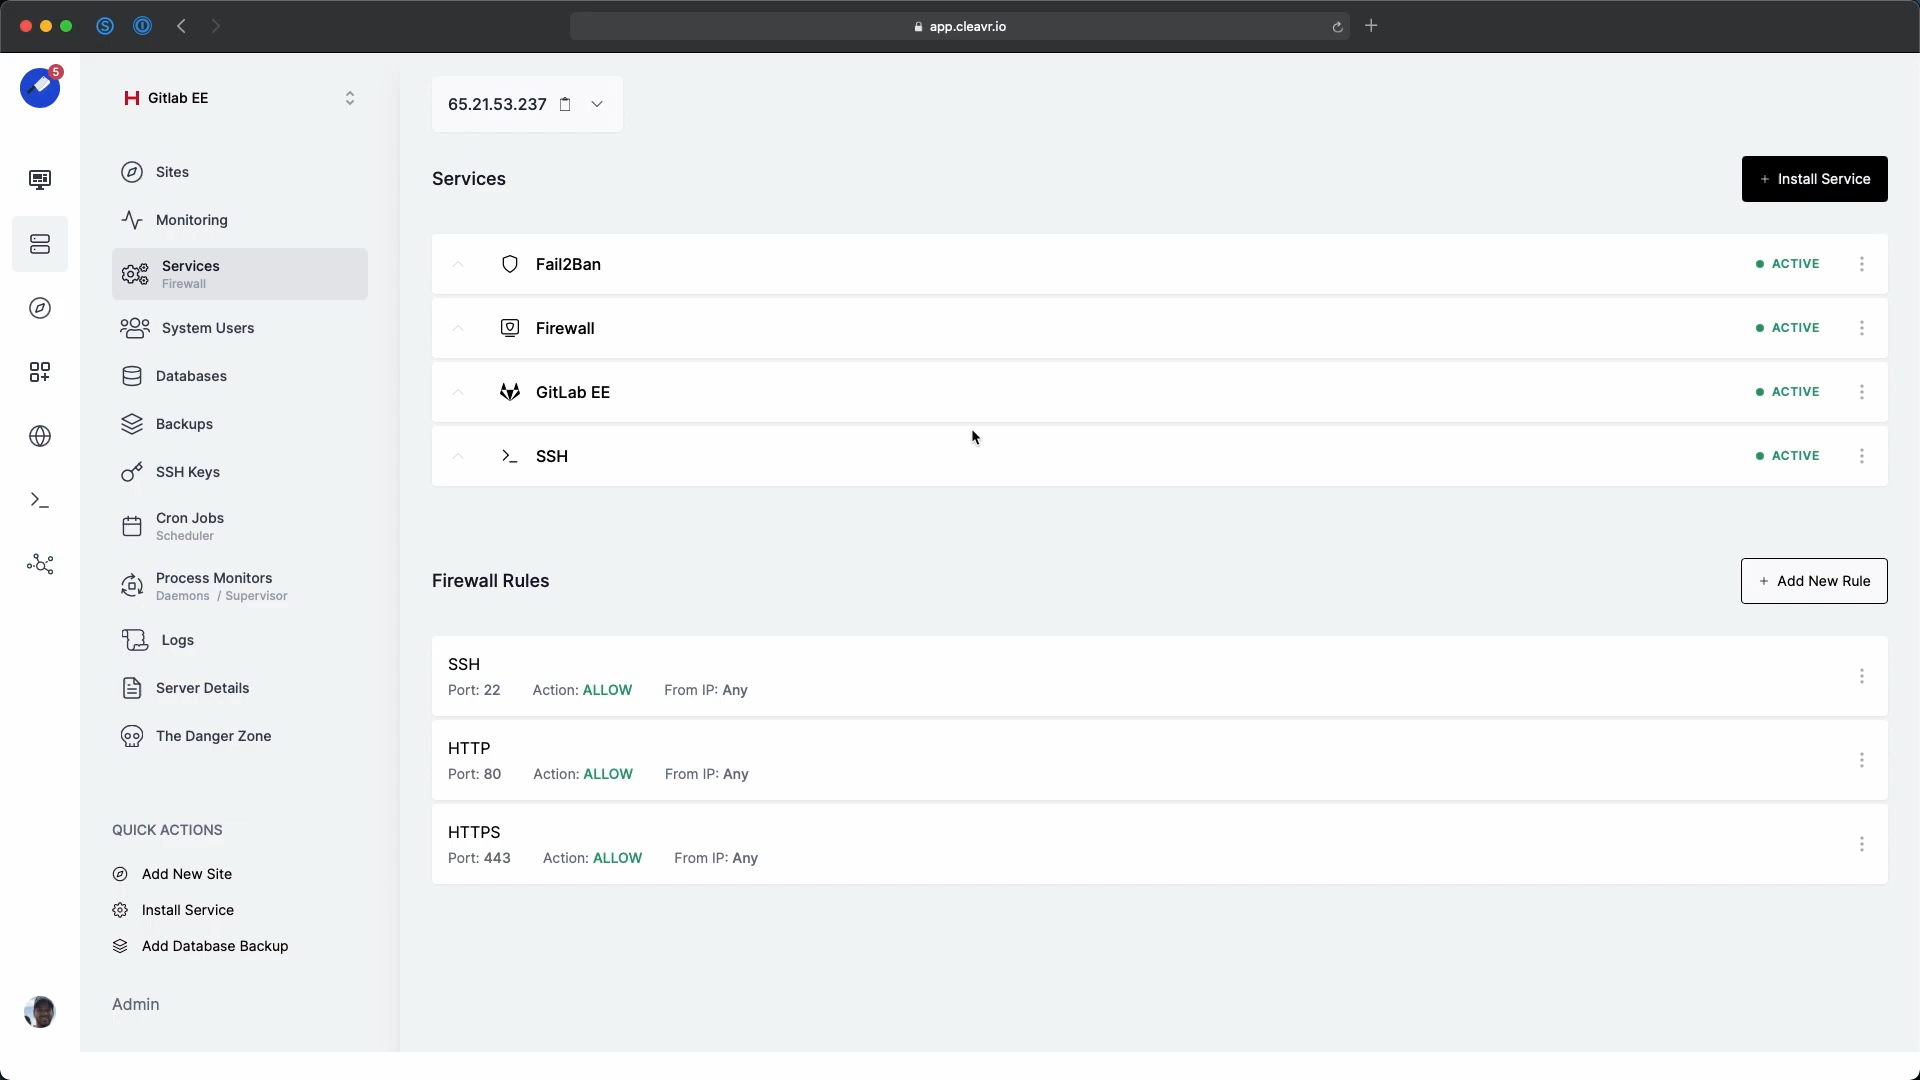 app.cleavr.io
5
Gitlab EE
65.21.53.237
Sites
Monitoring
Services
Firewall
System Users
Databases
Backups
SSH Keys
Cron Jobs
Scheduler
Process Monitors
Daemons / Supervisor
Logs
Server Details
The Danger Zone
QUICK ACTIONS
Add New Site
Install Service
Add Database Backup
Admin
Services
+ Install Service
Fail2Ban
ACTIVE
Firewall
ACTIVE
GitLab EE
ACTIVE
SSH
ACTIVE
Firewall Rules
+ Add New Rule
SSH
Port: 22 Action: ALLOW From IP: Any
HTTP
Port: 80 Action: ALLOW From IP: Any
HTTPS
Port: 443 Action: ALLOW From IP: Any